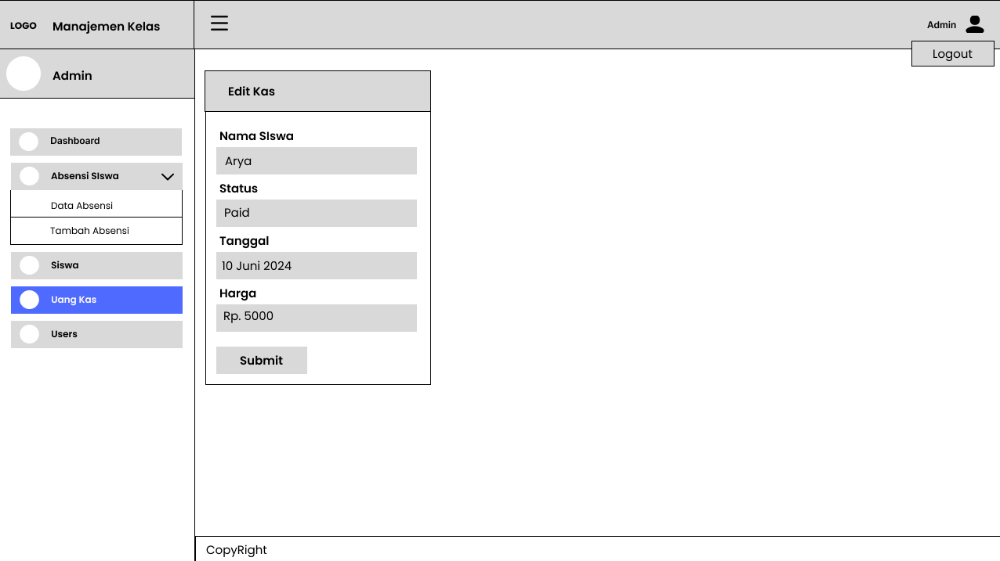 LOGO
Manajemen Kelas
Admin
Logout
Admin
Dashboard
Absensi SIswa
Data Absensi
Tambah Absensi
Siswa
Uang Kas
Users
Edit Kas
Nama SIswa
Arya
Status
Paid
Tanggal
10 Juni 2024
Harga
Rp. 5000
Submit
CopyRight